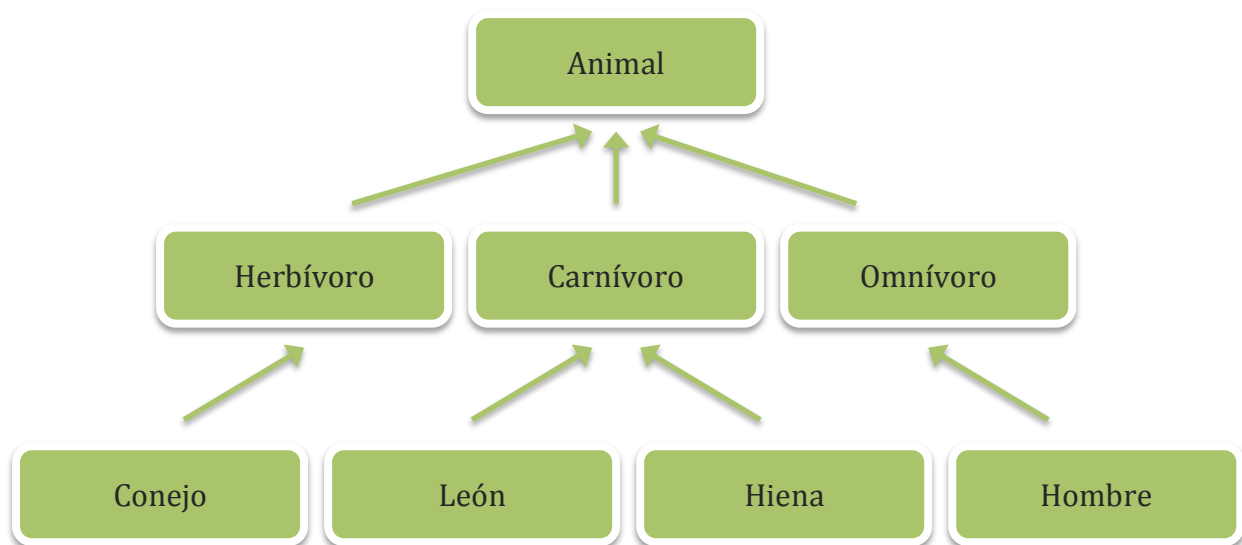 Animal
Herbívoro
Carnívoro
Omnívoro
Conejo
León
Hiena
Hombre